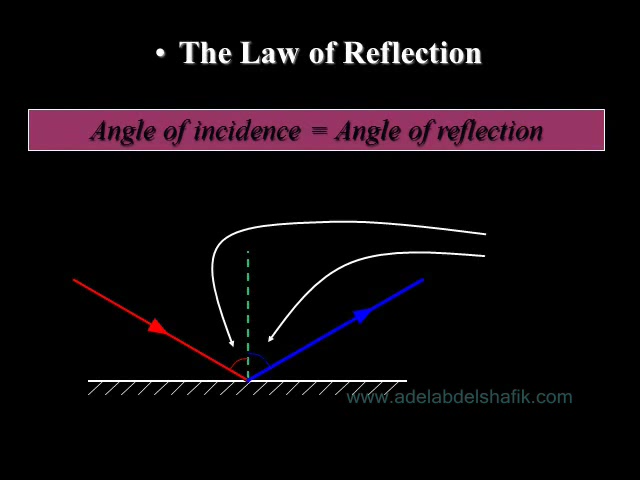 • The Law of Reflection
Angle of incidence = Angle of reflection
www.adelabdelshafik.com